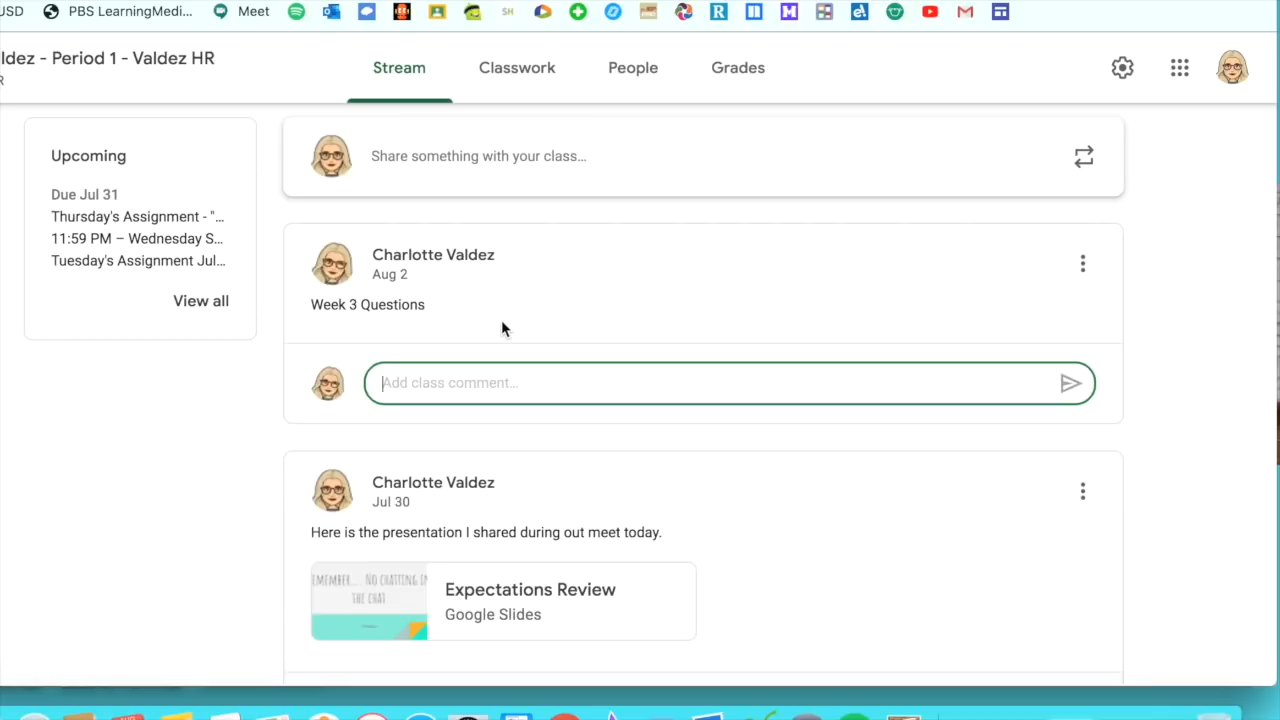 USD
PBS LearningMedi...
Meet
SH
R
M
ldez - Period 1 - Valdez HR
R
Stream
Classwork
People
Grades
Upcoming
Due Jul 31
Thursday's Assignment - "...
11:59 PM – Wednesday S...
Tuesday's Assignment Jul...
View all
Share something with your class...
Charlotte Valdez
Aug 2
Week 3 Questions
Add class comment...
Charlotte Valdez
Jul 30
Here is the presentation I shared during out meet today.
EMEMBER.... NO CHATTING IN
THE CHAT
Expectations Review
Google Slides